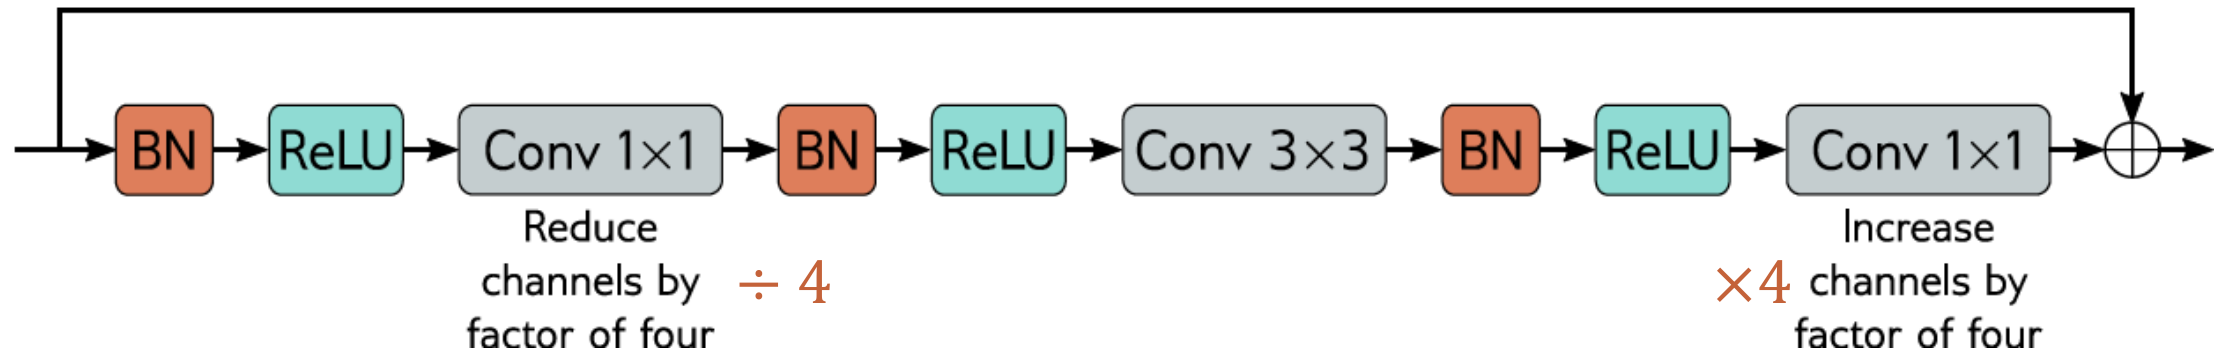 BN ReLU Conv 1×1 BN ReLU Conv 3×3 BN ReLU Conv 1×1
Reduce
channels by
factor of four
÷ 4
×4
Increase
channels by
factor of four